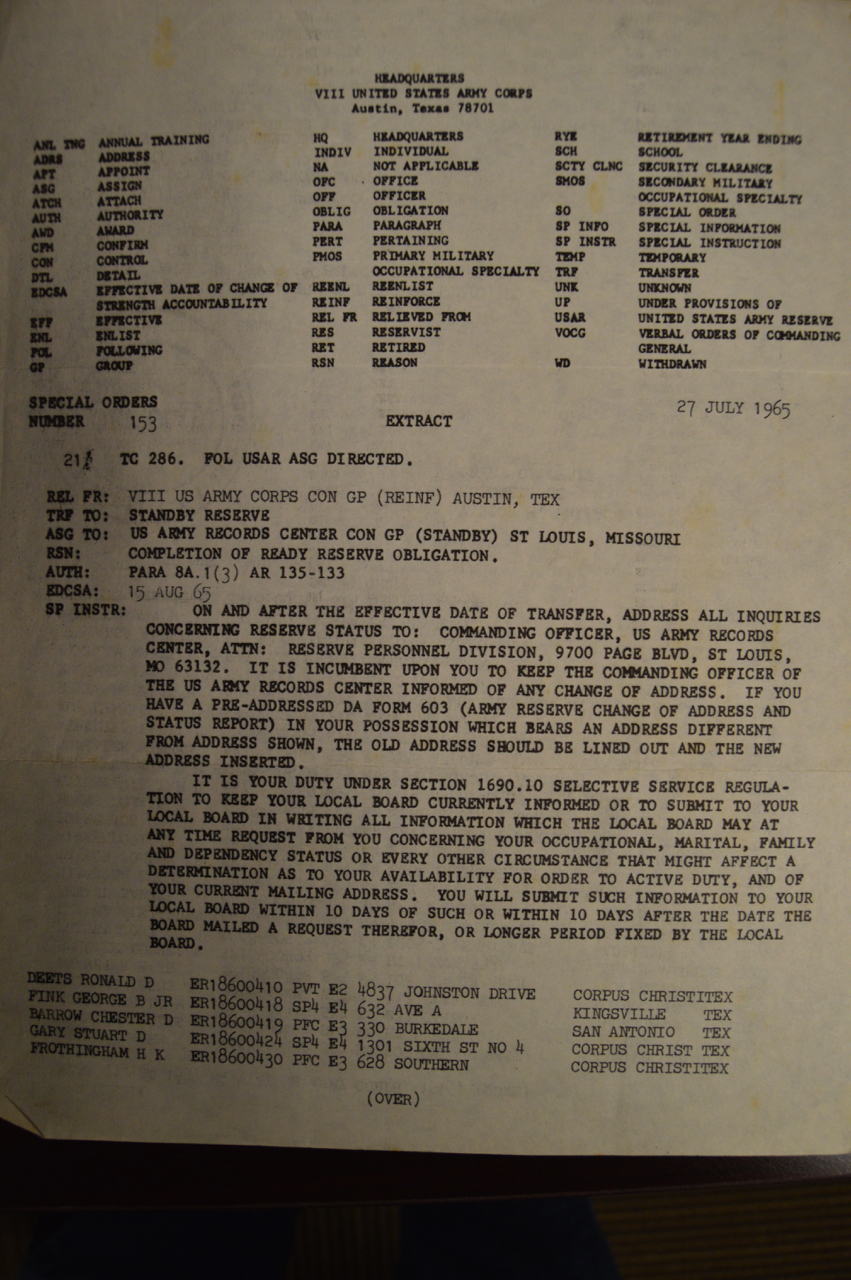 HEADQUARTERS
VIII UNITED STATES ARMY CORPS
Austin, Texas 78701
ANL TNG ANNUAL TRAINING HQ HEADQUARTERS RYE RETIREMENT YEAR ENDING
ADRS ADDRESS INDIV INDIVIDUAL SCH SCHOOL
APT APPOINT NA NOT APPLICABLE SCTY CLNC SECURITY CLEARANCE
ASG ASSIGN OFC OFFICE SMOS SECONDARY MILITARY
ATCH ATTACH OFF OFFICER OCCUPATIONAL SPECIALTY
AUTH AUTHORITY OBLIG OBLIGATION SO SPECIAL ORDER
AWD AWARD PARA PARAGRAPH SP INFO SPECIAL INFORMATION
CFM CONFIRM PERT PERTAINING SP INSTR SPECIAL INSTRUCTION
CON CONTROL PMOS PRIMARY MILITARY TEMP TEMPORARY
DTL DETAIL OCCUPATIONAL SPECIALTY TRF TRANSFER
EDCSA EFFECTIVE DATE OF CHANGE OF REENL REENLIST UNK UNKNOWN
STRENGTH ACCOUNTABILITY REINF REINFORCE UP UNDER PROVISIONS OF
EFF EFFECTIVE REL FR RELIEVED FROM USAR UNITED STATES ARMY RESERVE
ENL ENLIST RES RESERVIST VOCG VERBAL ORDERS OF COMMANDING
FOL FOLLOWING RET RETIRED GENERAL
GP GROUP RSN REASON WD WITHDRAWN
SPECIAL ORDERS 27 JULY 1965
NUMBER 153 EXTRACT
21 TC 286. FOL USAR ASG DIRECTED.
REL FR: VIII US ARMY CORPS CON GP (REINF) AUSTIN, TEX
TRF TO: STANDBY RESERVE
ASG TO: US ARMY RECORDS CENTER CON GP (STANDBY) ST LOUIS, MISSOURI
RSN: COMPLETION OF READY RESERVE OBLIGATION.
AUTH: PARA 8A.1(3) AR 135-133
EDCSA: 15 AUG 65
SP INSTR: ON AND AFTER THE EFFECTIVE DATE OF TRANSFER, ADDRESS ALL INQUIRIES
CONCERNING RESERVE STATUS TO: COMMANDING OFFICER, US ARMY RECORDS
CENTER, ATTN: RESERVE PERSONNEL DIVISION, 9700 PAGE BLVD, ST LOUIS,
MO 63132. IT IS INCUMBENT UPON YOU TO KEEP THE COMMANDING OFFICER OF
THE US ARMY RECORDS CENTER INFORMED OF ANY CHANGE OF ADDRESS. IF YOU
HAVE A PRE-ADDRESSED DA FORM 603 (ARMY RESERVE CHANGE OF ADDRESS AND
STATUS REPORT) IN YOUR POSSESSION WHICH BEARS AN ADDRESS DIFFERENT
FROM ADDRESS SHOWN, THE OLD ADDRESS SHOULD BE LINED OUT AND THE NEW
ADDRESS INSERTED.
IT IS YOUR DUTY UNDER SECTION 1690.10 SELECTIVE SERVICE REGULA-
TION TO KEEP YOUR LOCAL BOARD CURRENTLY INFORMED OR TO SUBMIT TO YOUR
LOCAL BOARD IN WRITING ALL INFORMATION WHICH THE LOCAL BOARD MAY AT
ANY TIME REQUEST FROM YOU CONCERNING YOUR OCCUPATIONAL, MARITAL, FAMILY
AND DEPENDENCY STATUS OR EVERY OTHER CIRCUMSTANCE THAT MIGHT AFFECT A
DETERMINATION AS TO YOUR AVAILABILITY FOR ORDER TO ACTIVE DUTY, AND OF
YOUR CURRENT MAILING ADDRESS. YOU WILL SUBMIT SUCH INFORMATION TO YOUR
LOCAL BOARD WITHIN 10 DAYS OF SUCH OR WITHIN 10 DAYS AFTER THE DATE THE
BOARD MAILED A REQUEST THEREFOR, OR LONGER PERIOD FIXED BY THE LOCAL
BOARD.
DEETS RONALD D ER18600410 PVT E2 4837 JOHNSTON DRIVE CORPUS CHRISTITEX
FINK GEORGE B JR ER18600418 SP4 E4 632 AVE A KINGSVILLE TEX
BARROW CHESTER D ER18600419 PFC E3 330 BURKEDALE SAN ANTONIO TEX
GARY STUART D ER18600424 SP4 E4 1301 SIXTH ST NO 4 CORPUS CHRIST TEX
FROTHINGHAM H K ER18600430 PFC E3 628 SOUTHERN CORPUS CHRISTITEX
(OVER)